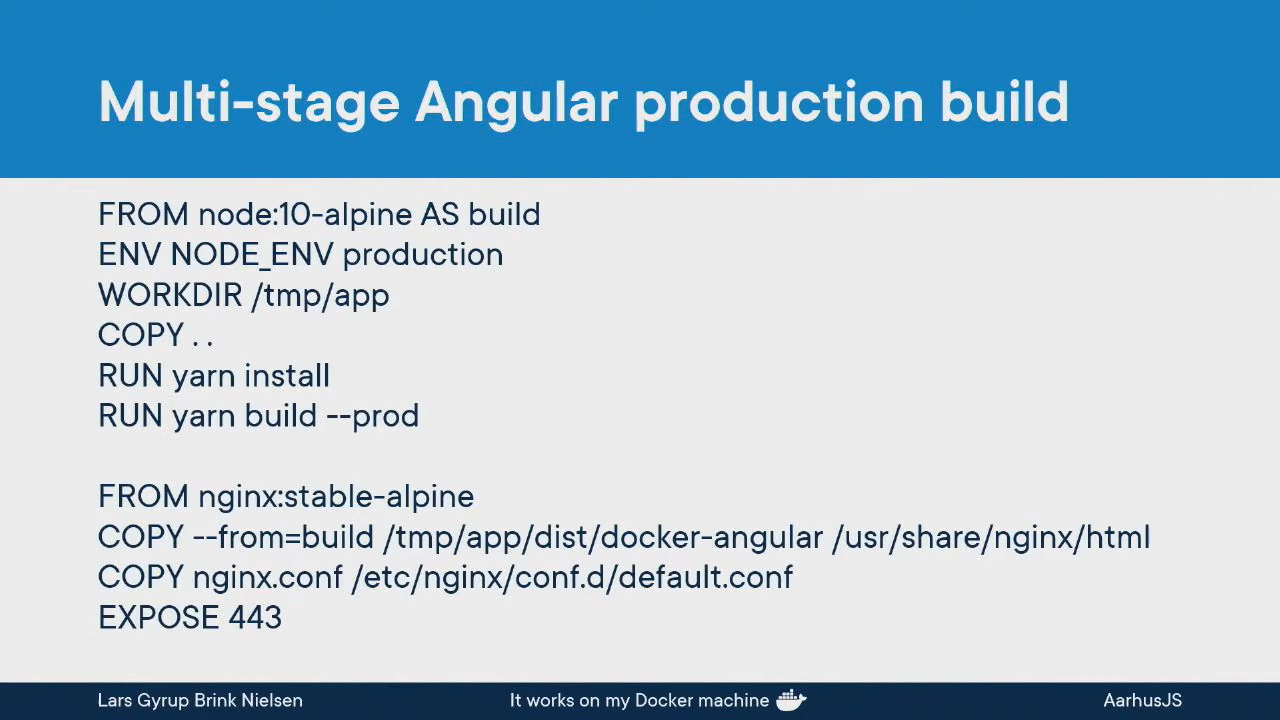 Multi-stage Angular production build
FROM node:10-alpine AS build
ENV NODE_ENV production
WORKDIR /tmp/app
COPY . .
RUN yarn install
RUN yarn build --prod
FROM nginx:stable-alpine
COPY --from=build /tmp/app/dist/docker-angular /usr/share/nginx/html
COPY nginx.conf /etc/nginx/conf.d/default.conf
EXPOSE 443
Lars Gyrup Brink Nielsen
It works on my Docker machine
AarhusJS